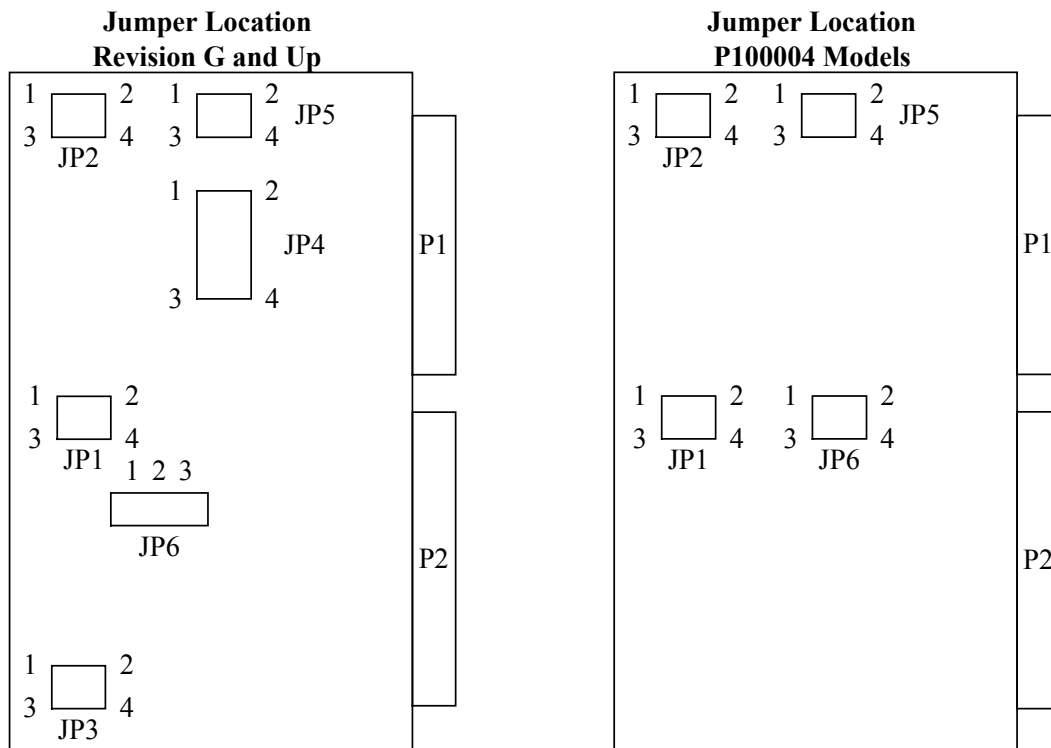 Jumper Location
Revision G and Up
1 2
3 4
JP2
1 2
3 4
JP5
1 2
3 4
JP4
P1
1 2
3 4
JP1
1 2 3
JP6
P2
1 2
3 4
JP3
Jumper Location
P100004 Models
1 2
3 4
JP2
1 2
3 4
JP5
P1
1 2
3 4
JP1
1 2
3 4
JP6
P2